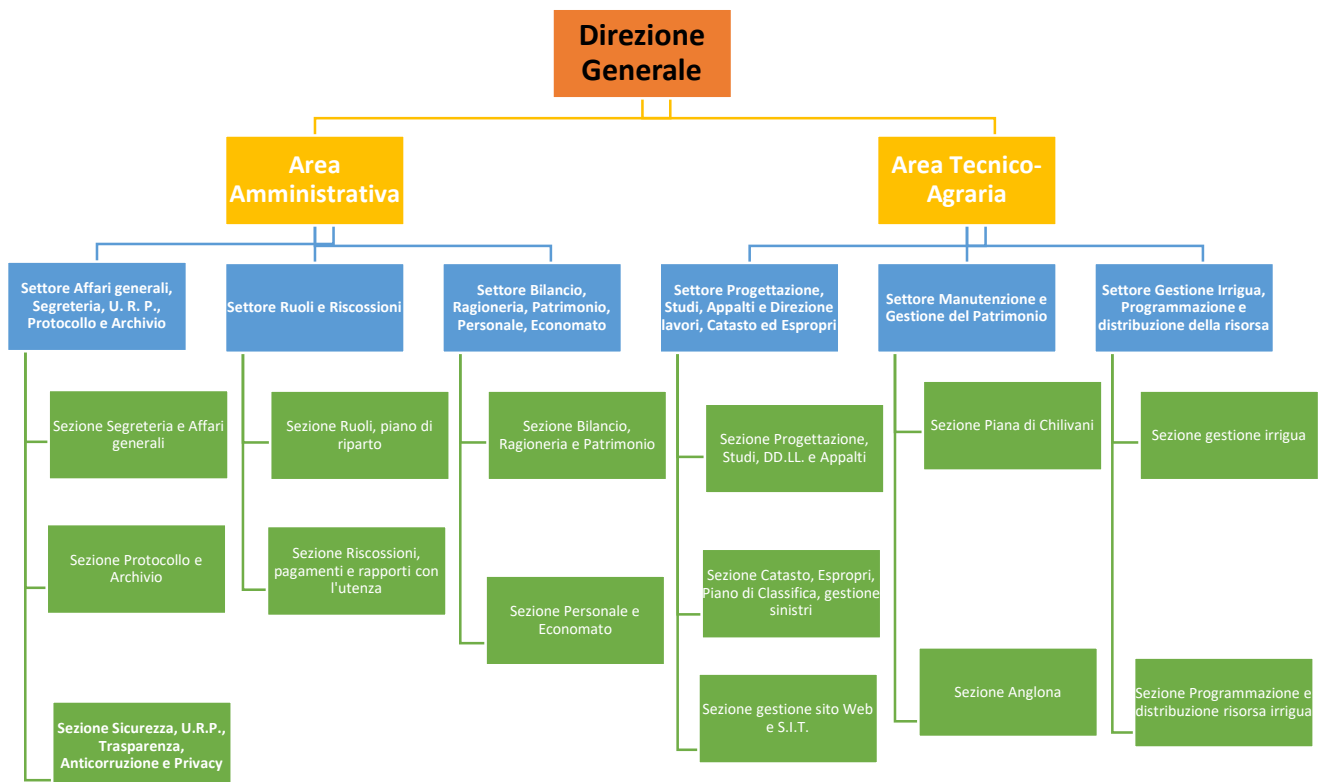 Direzione
Generale
Area
Amministrativa
Area Tecnico-
Agraria
Settore Affari generali,
Segreteria, U. R. P.,
Protocollo e Archivio
Settore Ruoli e Riscossioni
Settore Bilancio,
Ragioneria, Patrimonio,
Personale, Economato
Settore Progettazione,
Studi, Appalti e Direzione
lavori, Catasto ed Espropri
Settore Manutenzione e
Gestione del Patrimonio
Settore Gestione Irrigua,
Programmazione e
distribuzione della risorsa
Sezione Segreteria e Affari
generali
Sezione Protocollo e
Archivio
Sezione Sicurezza, U.R.P.,
Trasparenza,
Anticorruzione e Privacy
Sezione Ruoli, piano di
riparto
Sezione Riscossioni,
pagamenti e rapporti con
l'utenza
Sezione Bilancio,
Ragioneria e Patrimonio
Sezione Personale e
Economato
Sezione Progettazione,
Studi, DD.LL. e Appalti
Sezione Catasto, Espropri,
Piano di Classifica, gestione
sinistri
Sezione gestione sito Web
e S.I.T.
Sezione Piana di Chilivani
Sezione Anglona
Sezione gestione irrigua
Sezione Programmazione e
distribuzione risorsa irrigua